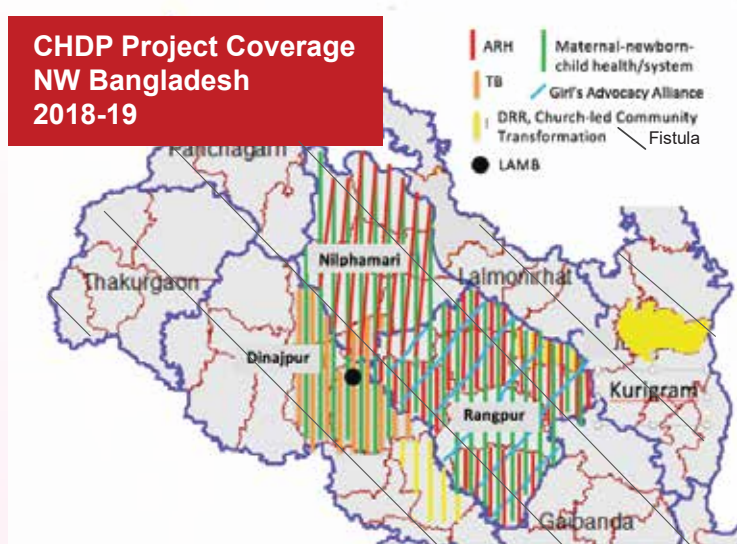 CHDP Project Coverage
NW Bangladesh
2018-19
ARH
Maternal-newborn-
child health/system
TB
Girl's Advocacy Alliance
DRR, Church-led Community
Transformation
Fistula
LAMB
Panchagarh
Nilphamari
Lalmonirhat
Thakurgaon
Dinajpur
Kurigram
Rangpur
Gaibanda